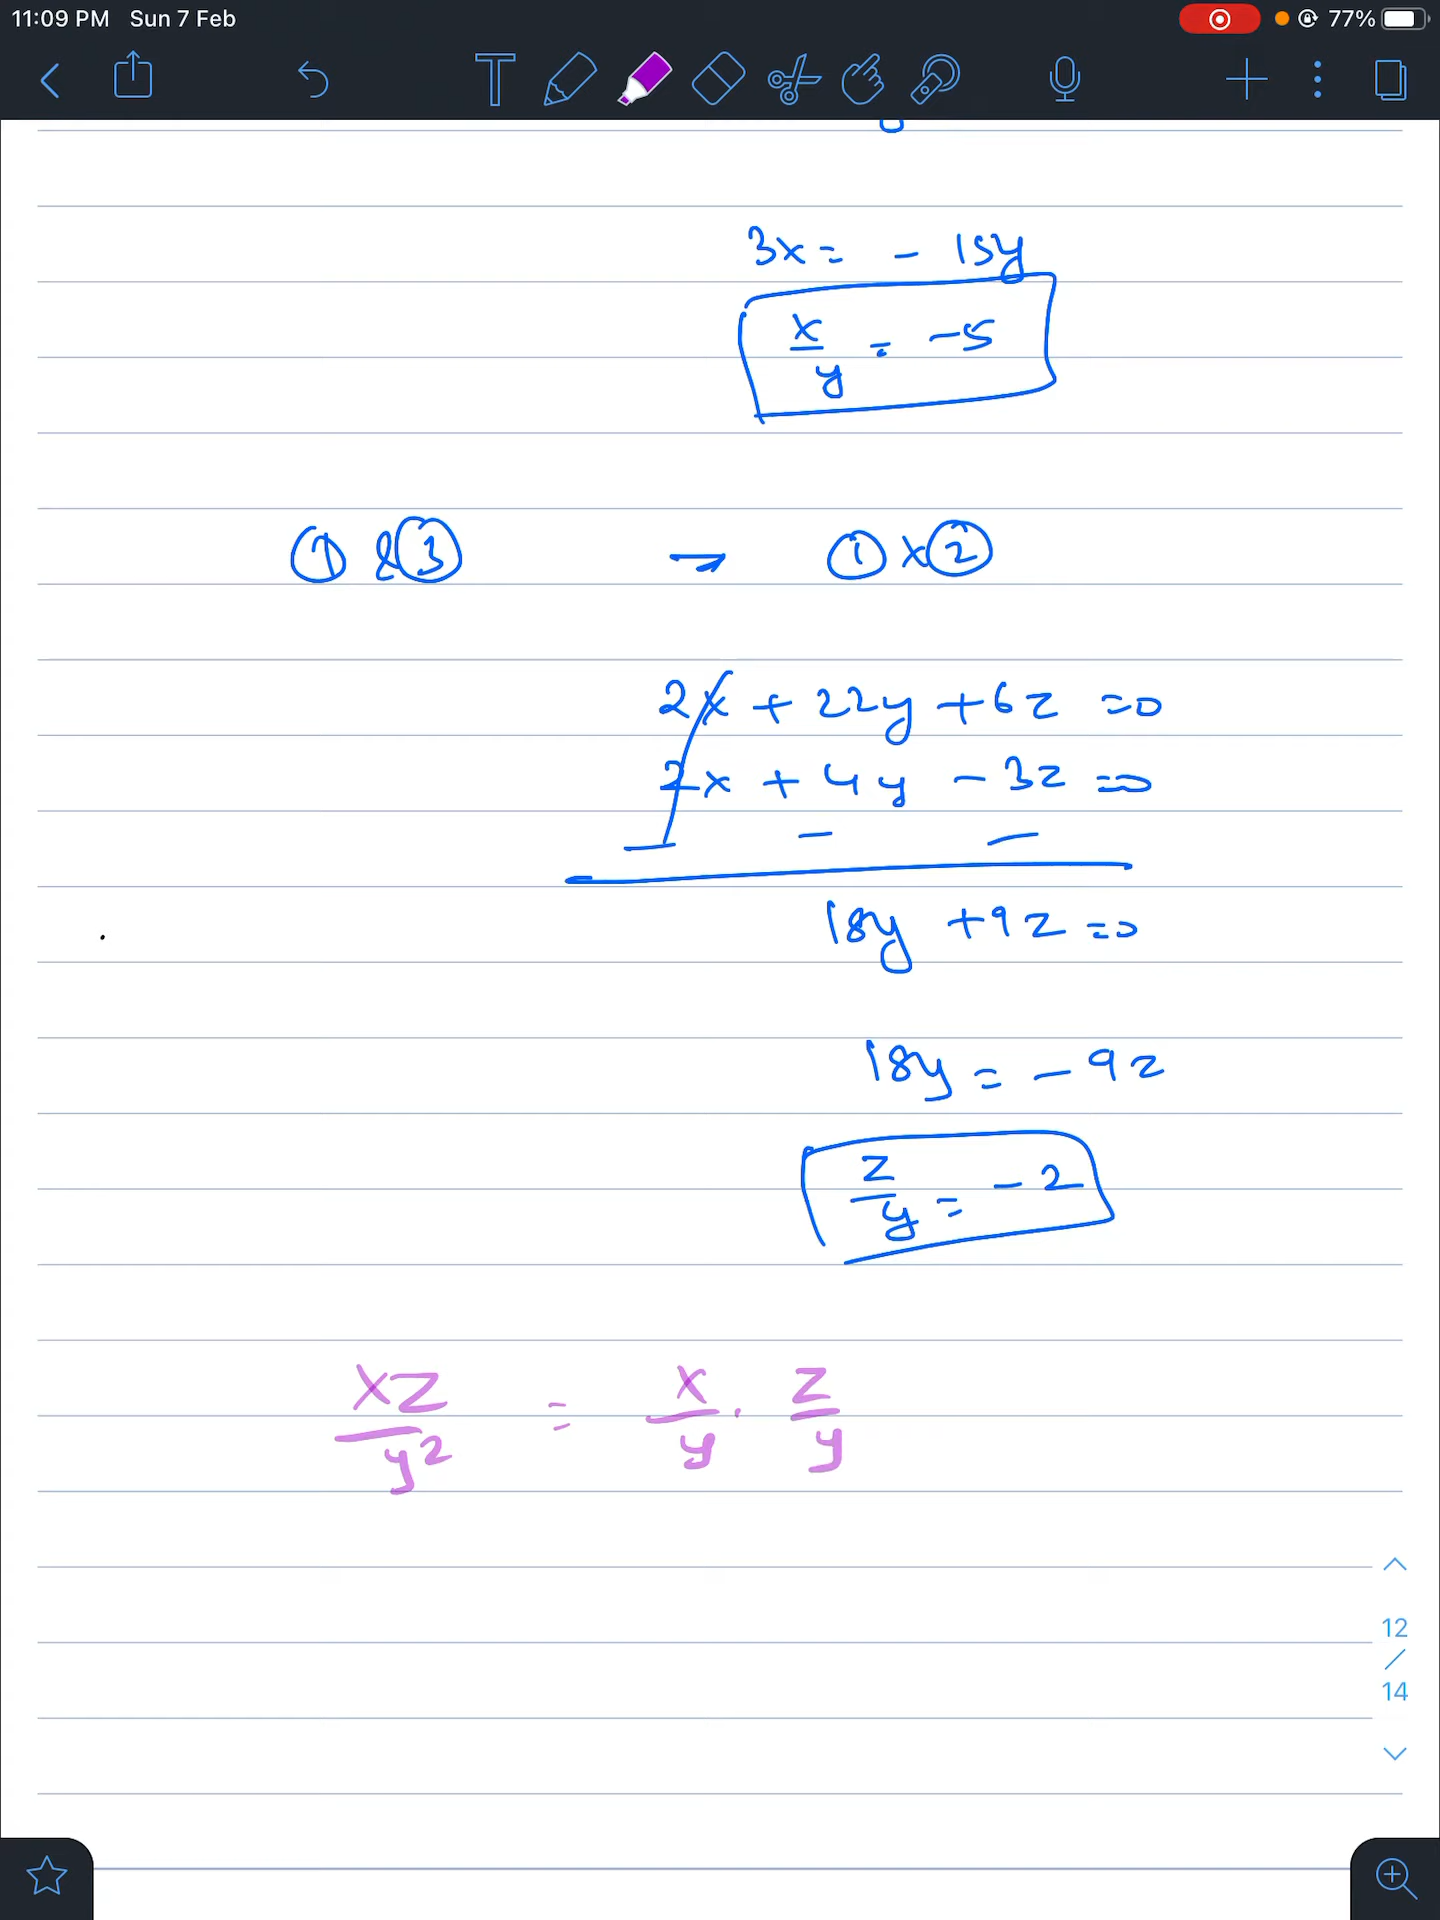 11:09 PM Sun 7 Feb 77%
T
3x = - 15y
x/y = -5
① & ③ → ① x ②
2x + 22y + 6z = 0
2x + 4y - 3z = 0
- - -
18y + 9z = 0
18y = - 9z
z/y = - 2
xz/y² = x/y . z/y
12
/
14